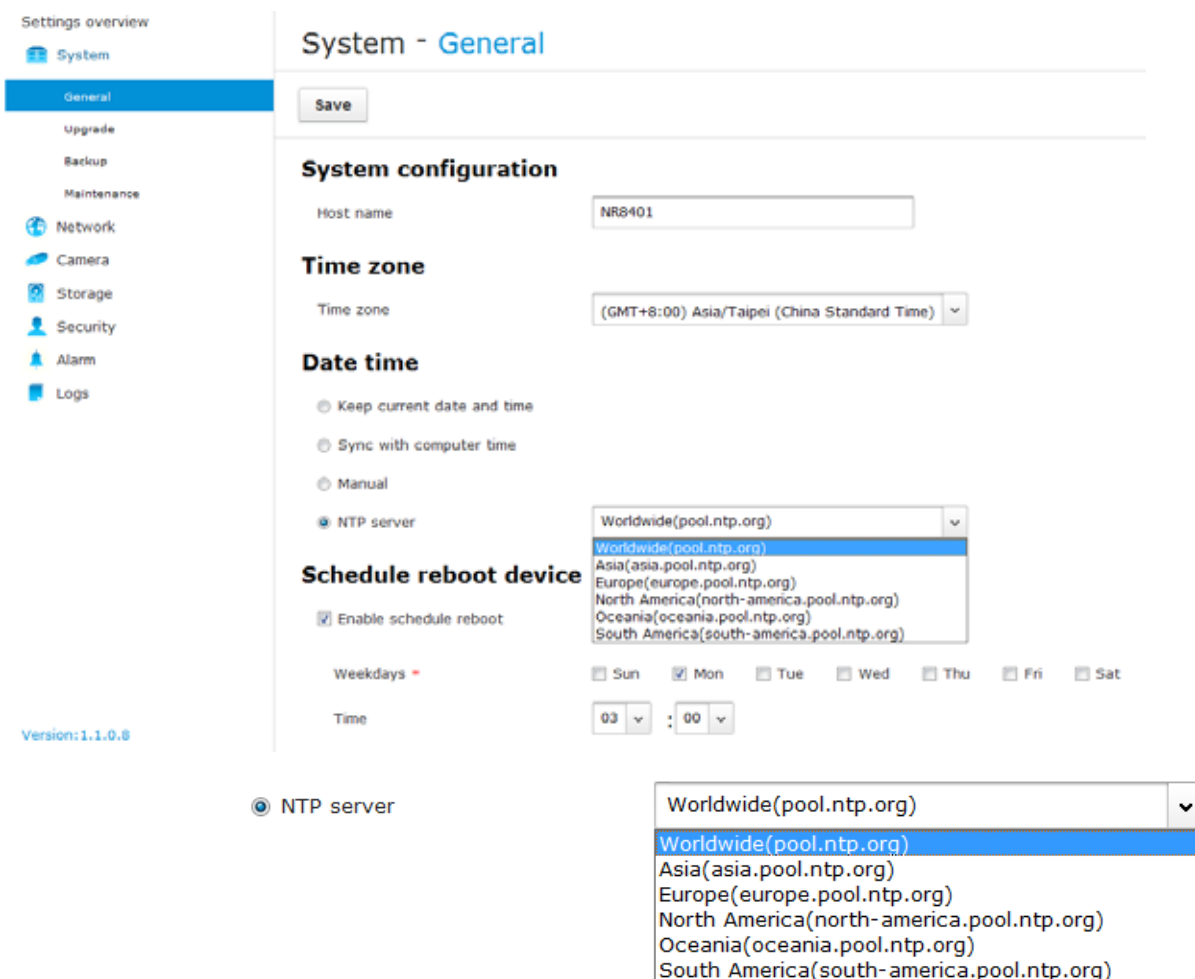 Settings overview
System
General
Upgrade
Backup
Maintenance
Network
Camera
Storage
Security
Alarm
Logs
Version:1.1.0.8
System - General
Save
System configuration
Host name NR8401
Time zone
Time zone (GMT+8:00) Asia/Taipei (China Standard Time)
Date time
Keep current date and time
Sync with computer time
Manual
NTP server Worldwide(pool.ntp.org)
Worldwide(pool.ntp.org)
Asia(asia.pool.ntp.org)
Europe(europe.pool.ntp.org)
North America(north-america.pool.ntp.org)
Oceania(oceania.pool.ntp.org)
South America(south-america.pool.ntp.org)
Schedule reboot device
Enable schedule reboot
Weekdays * Sun Mon Tue Wed Thu Fri Sat
Time 03 : 00
NTP server Worldwide(pool.ntp.org)
Worldwide(pool.ntp.org)
Asia(asia.pool.ntp.org)
Europe(europe.pool.ntp.org)
North America(north-america.pool.ntp.org)
Oceania(oceania.pool.ntp.org)
South America(south-america.pool.ntp.org)